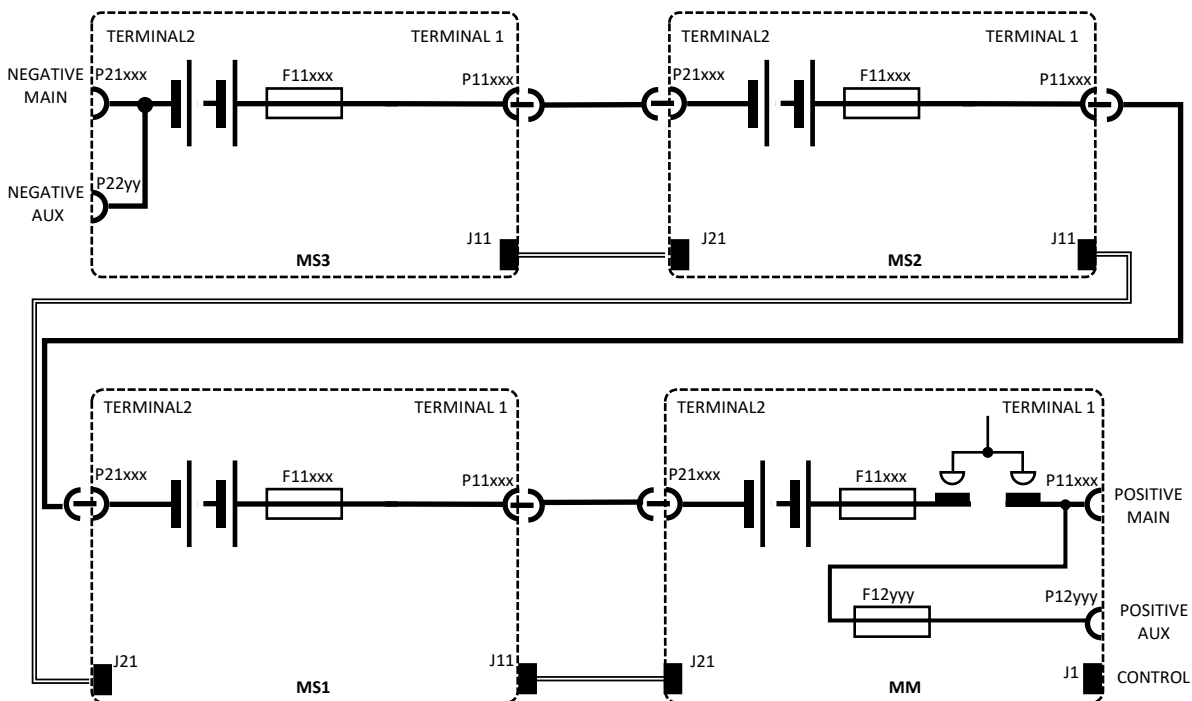 TERMINAL2
TERMINAL 1
TERMINAL2
TERMINAL 1
NEGATIVE
MAIN
P21xxx
F11xxx
P11xxx
P21xxx
F11xxx
P11xxx
NEGATIVE
AUX
P22yy
J11
J21
J11
MS3
MS2
TERMINAL2
TERMINAL 1
TERMINAL2
TERMINAL 1
P21xxx
F11xxx
P11xxx
P21xxx
F11xxx
P11xxx
POSITIVE
MAIN
F12yyy
P12yyy
POSITIVE
AUX
J21
J11
J21
J1
CONTROL
MS1
MM